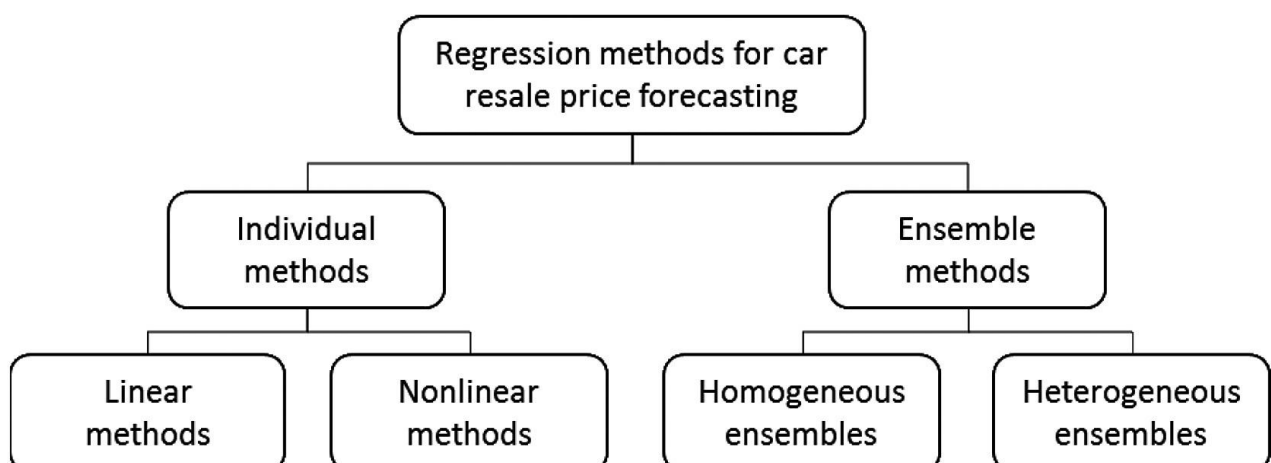 Regression methods for car
resale price forecasting
Individual
methods
Ensemble
methods
Linear
methods
Nonlinear
methods
Homogeneous
ensembles
Heterogeneous
ensembles